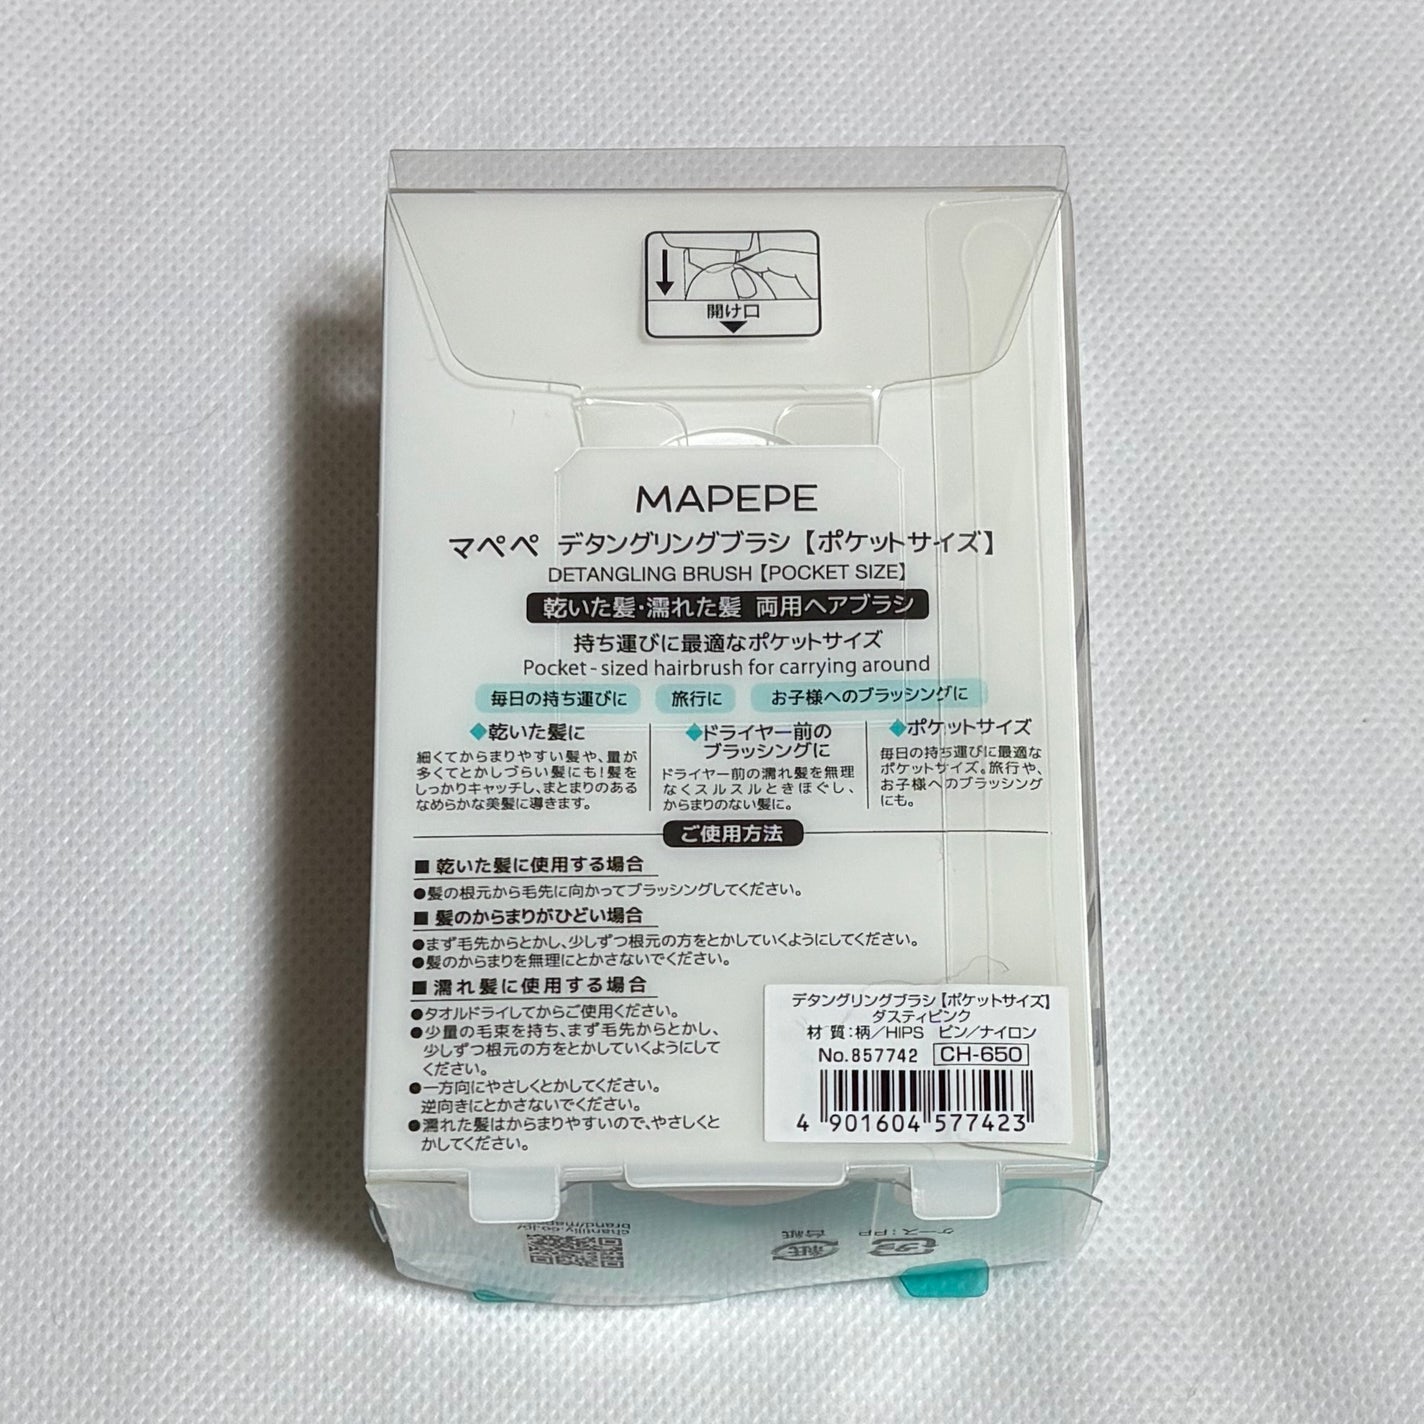 開け口
MAPEPE
マペペ デタングリングブラシ【ポケットサイズ】
DETANGLING BRUSH【POCKET SIZE】
乾いた髪・濡れた髪 両用ヘアブラシ
持ち運びに最適なポケットサイズ
Pocket-sized hairbrush for carrying around
毎日の持ち運びに 旅行に お子様へのブラッシングに
◆乾いた髪に
細くてからまりやすい髪や、量が
多くてとかしづらい髪にも!髪を
しっかりキャッチし、まとまりのある
なめらかな美髪に導きます。
◆ドライヤー前の
ブラッシングに
ドライヤー前の濡れ髪を無理
なくスルスルときほぐし、
からまりのない髪に。
◆ポケットサイズ
毎日の持ち運びに最適な
ポケットサイズ。旅行や、
お子様へのブラッシング
にも。
ご使用方法
■ 乾いた髪に使用する場合
●髪の根元から毛先に向かってブラッシングしてください。
■ 髪のからまりがひどい場合
●まず毛先からとかし、少しずつ根元の方をとかしていくようにしてください。
●髪のからまりを無理にとかさないでください。
■ 濡れ髪に使用する場合
●タオルドライしてからご使用ください。
●少量の毛束を持ち、まず毛先からとかし、
少しずつ根元の方をとかしていくようにして
ください。
●一方向にやさしくとかしてください。
逆向きにとかさないでください。
●濡れた髪はからまりやすいので、やさしくと
かしてください。
デタングリングブラシ【ポケットサイズ】
ダスティピンク
材 質:柄/HIPS ピン/ナイロン
No.857742 CH-650
4 901604 577423
ケース:PP
台紙
紙
プラ
chantilly.co.jp/